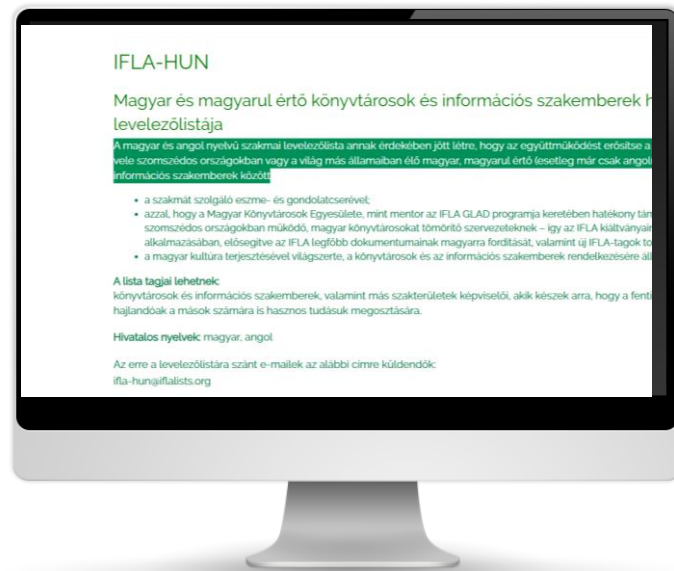 IFLA-HUN
Magyar és magyarul értő könyvtárosok és információs szakemberek
levelezőlistája
A magyar és angol nyelvű szakmai levelezőlista annak érdekében jött létre, hogy az együttműködést erősítse a
vele szomszédos országokban vagy a világ más államaiban élő magyar, magyarul értő (esetleg már csak
információs szakemberek között
• a szakmát szolgáló eszme- és gondolatcserével;
• azzal, hogy a Magyar Könyvtárosok Egyesülete, mint mentor az IFLA GLAD programja keretében hatékony
szomszédos országokban működő, magyar könyvtárosokat tömörítő szervezeteknek – így az IFLA
alkalmazásában, elősegítve az IFLA legfőbb dokumentumainak magyarra fordítását, valamint új IFLA-tagok
• a magyar kultúra terjesztésével világszerte, a könyvtárosok és az információs szakemberek rendelkezésére
A lista tagjai lehetnek:
könyvtárosok és információs szakemberek, valamint más szakterületek képviselői, akik készek arra, hogy a
hajlandóak a mások számára is hasznos tudásuk megosztására.
Hivatalos nyelvek: magyar, angol
Az erre a levelezőlistára szánt e-mailek az alábbi címre küldendők:
ifla-hun@iflalists.org